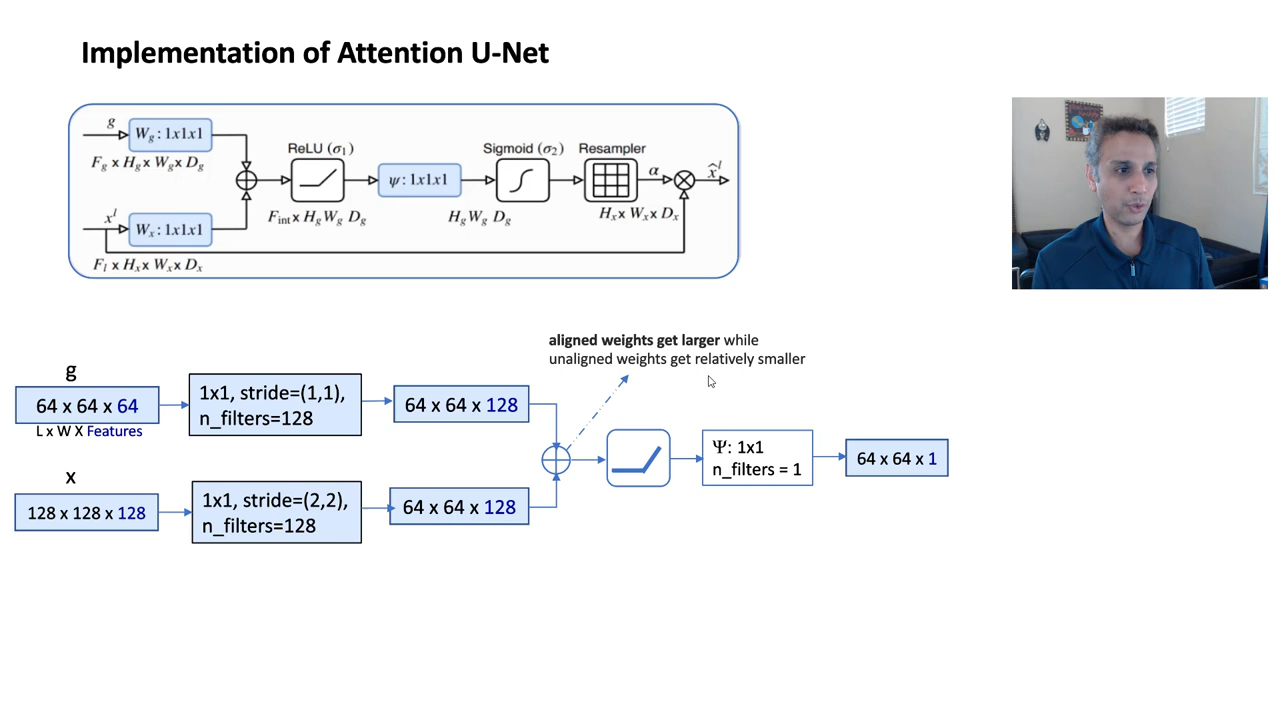 Implementation of Attention U-Net
g
W_g : 1x1x1
F_g x H_g x W_g x D_g
x^l
W_x : 1x1x1
F_l x H_x x W_x x D_x
ReLU (σ_1)
F_int x H_g W_g D_g
ψ : 1x1x1
Sigmoid (σ_2)
H_g W_g D_g
Resampler
H_x x W_x x D_x
α
x̂^l
aligned weights get larger while
unaligned weights get relatively smaller
g
64 x 64 x 64
L x W X Features
1x1, stride=(1,1),
n_filters=128
64 x 64 x 128
x
128 x 128 x 128
1x1, stride=(2,2),
n_filters=128
64 x 64 x 128
Ψ: 1x1
n_filters = 1
64 x 64 x 1